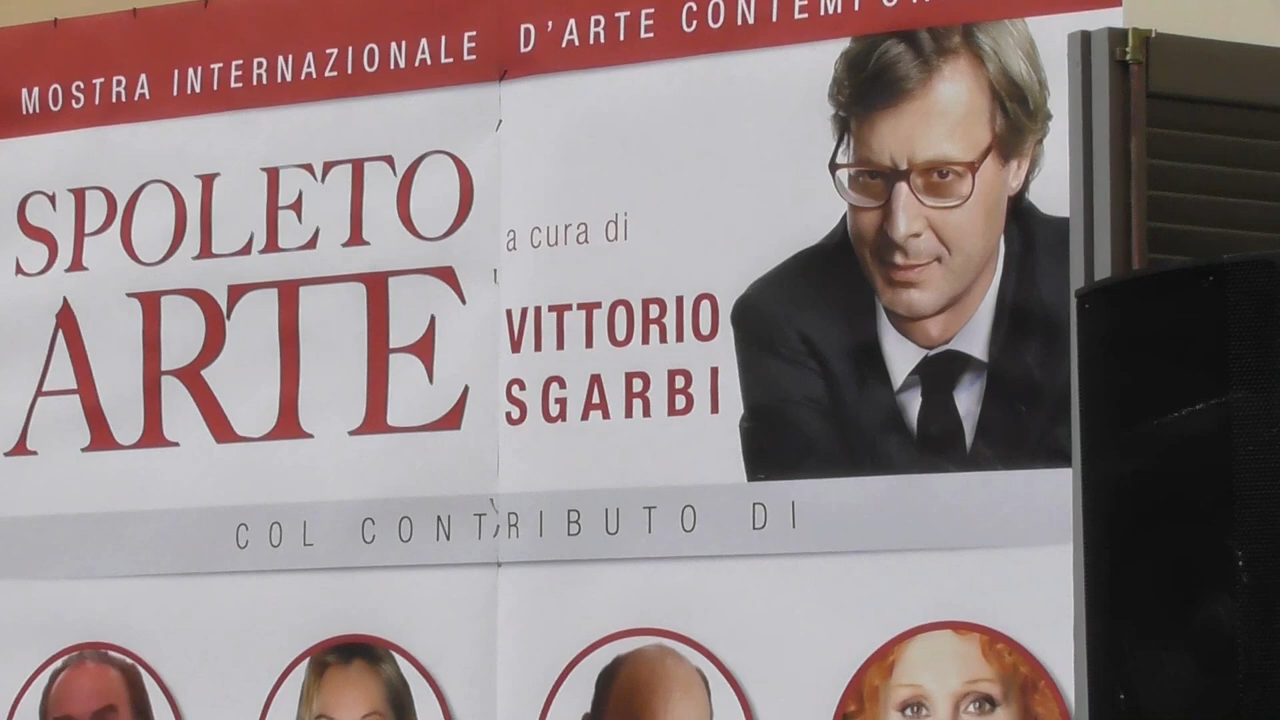 MOSTRA INTERNAZIONALE D'ARTE CONTEMPOR
SPOLETO
ARTE
a cura di
VITTORIO
SGARBI
COL CONTRIBUTO DI